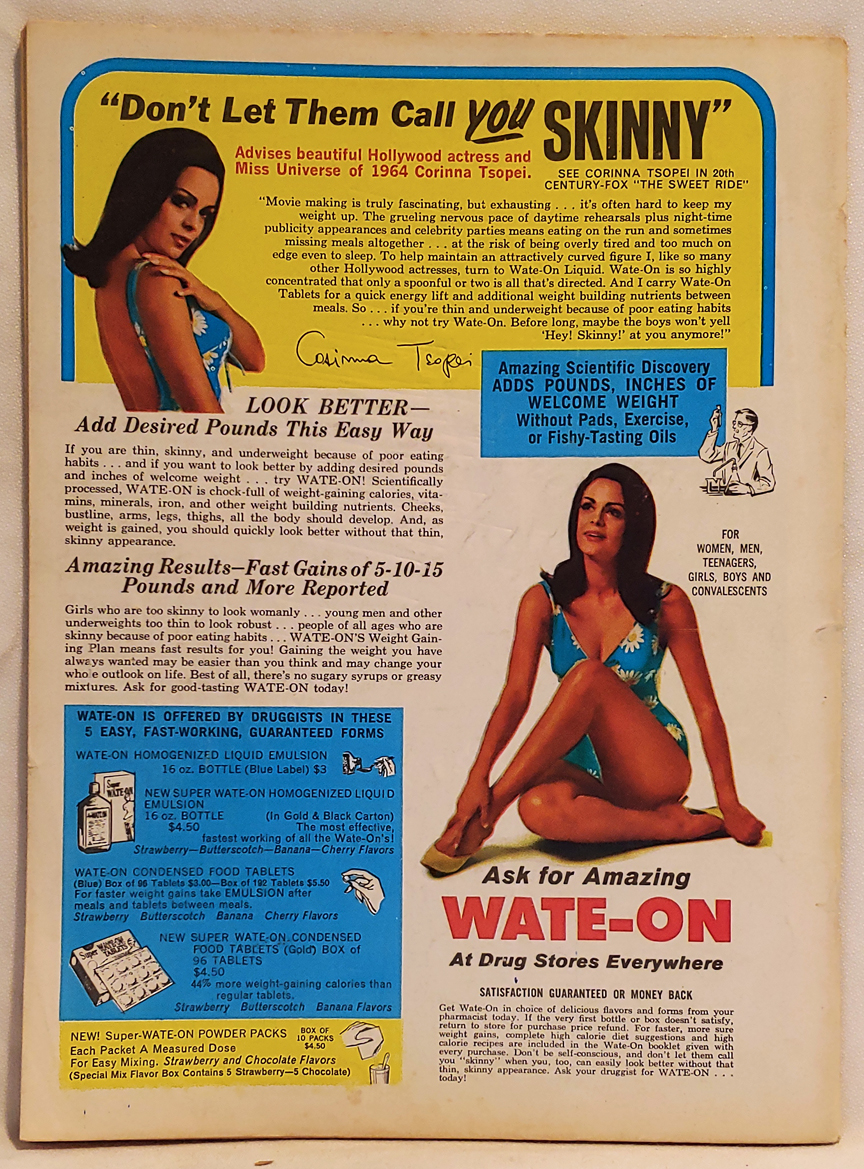 “Don't Let Them Call YOU SKINNY”
Advises beautiful Hollywood actress and
Miss Universe of 1964 Corinna Tsopei.
SEE CORINNA TSOPEI IN 20th
CENTURY-FOX "THE SWEET RIDE"
“Movie making is truly fascinating, but exhausting . . . it's often hard to keep my
weight up. The grueling nervous pace of daytime rehearsals plus night-time
publicity appearances and celebrity parties means eating on the run and sometimes
missing meals altogether . . . at the risk of being overly tired and too much on
edge even to sleep. To help maintain an attractively curved figure I, like so many
other Hollywood actresses, turn to Wate-On Liquid. Wate-On is so highly
concentrated that only a spoonful or two is all that's directed. And I carry Wate-On
Tablets for a quick energy lift and additional weight building nutrients between
meals. So . . . if you're thin and underweight because of poor eating habits
. . . why not try Wate-On. Before long, maybe the boys won't yell
'Hey! Skinny!' at you anymore!”
Corinna Tsopei
LOOK BETTER—
Add Desired Pounds This Easy Way
If you are thin, skinny, and underweight because of poor eating
habits . . . and if you want to look better by adding desired pounds
and inches of welcome weight . . . try WATE-ON! Scientifically
processed, WATE-ON is chock-full of weight-gaining calories, vita-
mins, minerals, iron, and other weight building nutrients. Cheeks,
bustline, arms, legs, thighs, all the body should develop. And, as
weight is gained, you should quickly look better without that thin,
skinny appearance.
Amazing Results—Fast Gains of 5-10-15
Pounds and More Reported
Girls who are too skinny to look womanly . . . young men and other
underweights too thin to look robust . . . people of all ages who are
skinny because of poor eating habits . . . WATE-ON'S Weight Gain-
ing Plan means fast results for you! Gaining the weight you have
always wanted may be easier than you think and may change your
whole outlook on life. Best of all, there's no sugary syrups or greasy
mixtures. Ask for good-tasting WATE-ON today!
WATE-ON IS OFFERED BY DRUGGISTS IN THESE
5 EASY, FAST-WORKING, GUARANTEED FORMS
WATE-ON HOMOGENIZED LIQUID EMULSION
16 oz. BOTTLE (Blue Label) $3
NEW SUPER WATE-ON HOMOGENIZED LIQUID
EMULSION
16 oz. BOTTLE (In Gold & Black Carton)
$4.50 The most effective,
fastest working of all the Wate-On's!
Strawberry—Butterscotch—Banana—Cherry Flavors
Super
WATE-ON
WATE-ON CONDENSED FOOD TABLETS
(Blue) Box of 96 Tablets $3.00—Box of 192 Tablets $5.50
For faster weight gains take EMULSION after
meals and tablets between meals.
Strawberry Butterscotch Banana Cherry Flavors
NEW SUPER WATE-ON CONDENSED
FOOD TABLETS (Gold) BOX of
96 TABLETS
$4.50
44% more weight-gaining calories than
regular tablets.
Strawberry Butterscotch Banana Flavors
Super WATE-ON
TABLETS
NEW! Super-WATE-ON POWDER PACKS
BOX OF
10 PACKS
$4.50
Each Packet A Measured Dose
For Easy Mixing. Strawberry and Chocolate Flavors
(Special Mix Flavor Box Contains 5 Strawberry—5 Chocolate)
Amazing Scientific Discovery
ADDS POUNDS, INCHES OF
WELCOME WEIGHT
Without Pads, Exercise,
or Fishy-Tasting Oils
FOR
WOMEN, MEN,
TEENAGERS,
GIRLS, BOYS AND
CONVALESCENTS
Ask for Amazing
WATE-ON
At Drug Stores Everywhere
SATISFACTION GUARANTEED OR MONEY BACK
Get Wate-On in choice of delicious flavors and forms from your
pharmacist today. If the very first bottle or box doesn't satisfy,
return to store for purchase price refund. For faster, more sure
weight gains, complete high calorie diet suggestions and high
calorie recipes are included in the Wate-On booklet given with
every purchase. Don't be self-conscious, and don't let them call
you "skinny" when you, too, can easily look better without that
thin, skinny appearance. Ask your druggist for WATE-ON . . .
today!